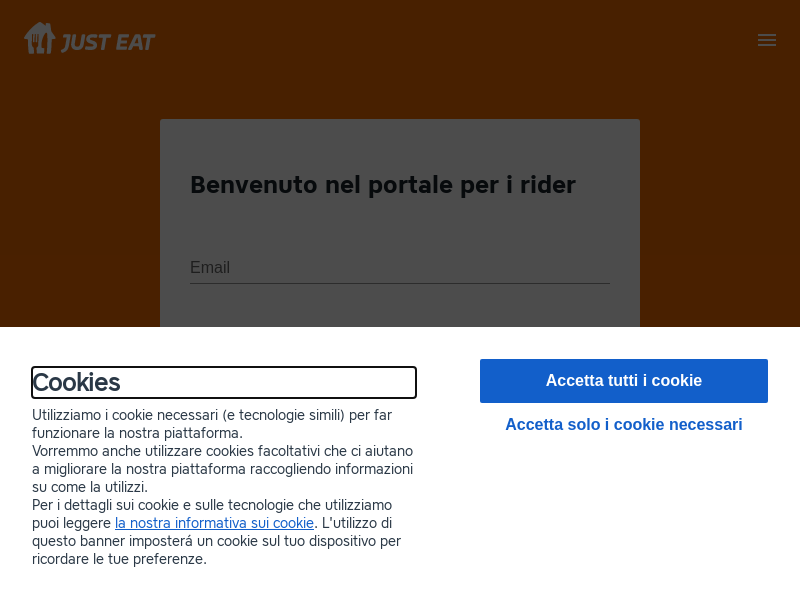 JUST EAT
Benvenuto nel portale per i rider
Email
Cookies
Utilizziamo i cookie necessari (e tecnologie simili) per far
funzionare la nostra piattaforma.
Vorremmo anche utilizzare cookies facoltativi che ci aiutano
a migliorare la nostra piattaforma raccogliendo informazioni
su come la utilizzi.
Per i dettagli sui cookie e sulle tecnologie che utilizziamo
puoi leggere la nostra informativa sui cookie. L'utilizzo di
questo banner imposterá un cookie sul tuo dispositivo per
ricordare le tue preferenze.
Accetta tutti i cookie
Accetta solo i cookie necessari